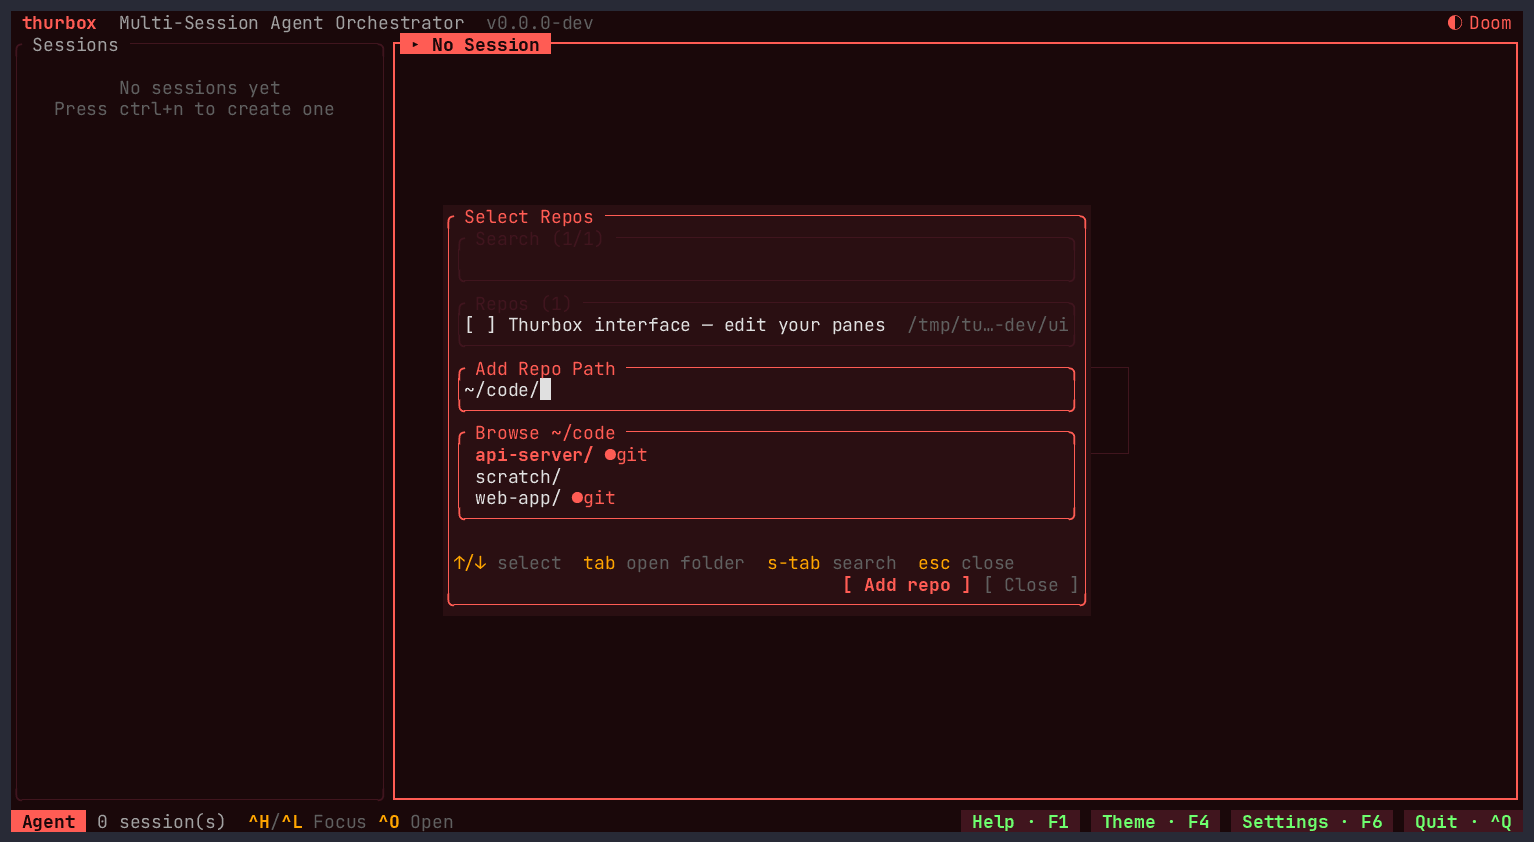 thurbox Multi-Session Agent Orchestrator v0.0.0-dev
◐ Doom
Sessions
▸ No Session
No sessions yet
Press ctrl+n to create one
Select Repos
Search (1/1)
Repos (1)
[ ] Thurbox interface — edit your panes /tmp/tu…-dev/ui
Add Repo Path
~/code/
Browse ~/code
api-server/ ●git
scratch/
web-app/ ●git
↑/↓ select tab open folder s-tab search esc close
[ Add repo ] [ Close ]
Agent 0 session(s) ^H/^L Focus ^O Open
Help · F1 Theme · F4 Settings · F6 Quit · ^Q